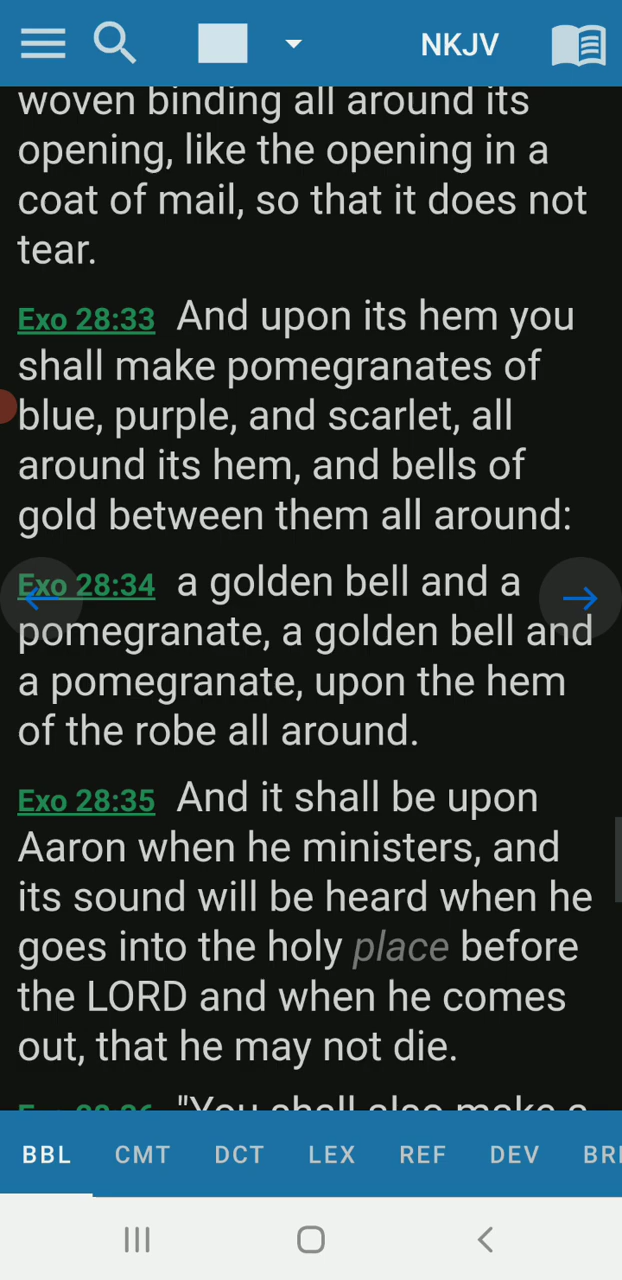 NKJV
woven binding all around its
opening, like the opening in a
coat of mail, so that it does not
tear.
Exo 28:33 And upon its hem you
shall make pomegranates of
blue, purple, and scarlet, all
around its hem, and bells of
gold between them all around:
Exo 28:34 a golden bell and a
pomegranate, a golden bell and
a pomegranate, upon the hem
of the robe all around.
Exo 28:35 And it shall be upon
Aaron when he ministers, and
its sound will be heard when he
goes into the holy place before
the LORD and when he comes
out, that he may not die.
"You shall also make a
BBL CMT DCT LEX REF DEV